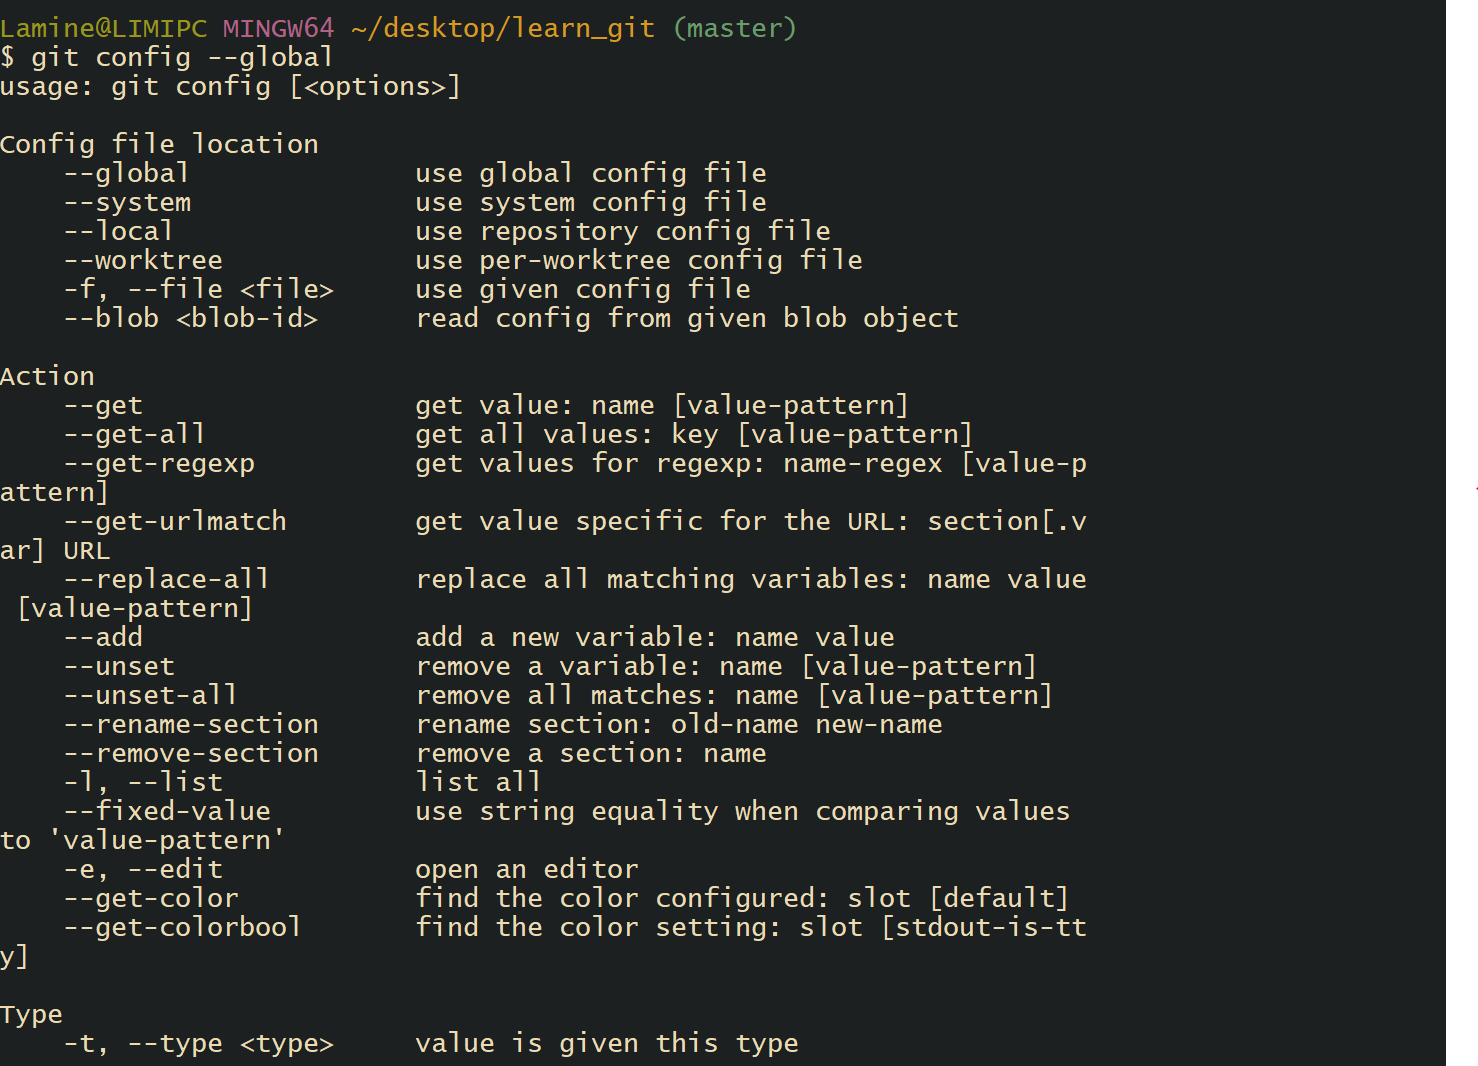 Lamine@LIMIPC MINGW64 ~/desktop/learn_git (master)
$ git config --global
usage: git config [<options>]

Config file location
    --global              use global config file
    --system              use system config file
    --local               use repository config file
    --worktree            use per-worktree config file
    -f, --file <file>     use given config file
    --blob <blob-id>      read config from given blob object

Action
    --get                 get value: name [value-pattern]
    --get-all             get all values: key [value-pattern]
    --get-regexp          get values for regexp: name-regex [value-p
attern]
    --get-urlmatch        get value specific for the URL: section[.v
ar] URL
    --replace-all         replace all matching variables: name value
 [value-pattern]
    --add                 add a new variable: name value
    --unset               remove a variable: name [value-pattern]
    --unset-all           remove all matches: name [value-pattern]
    --rename-section      rename section: old-name new-name
    --remove-section      remove a section: name
    -l, --list            list all
    --fixed-value         use string equality when comparing values
to 'value-pattern'
    -e, --edit            open an editor
    --get-color           find the color configured: slot [default]
    --get-colorbool       find the color setting: slot [stdout-is-tt
y]

Type
    -t, --type <type>     value is given this type